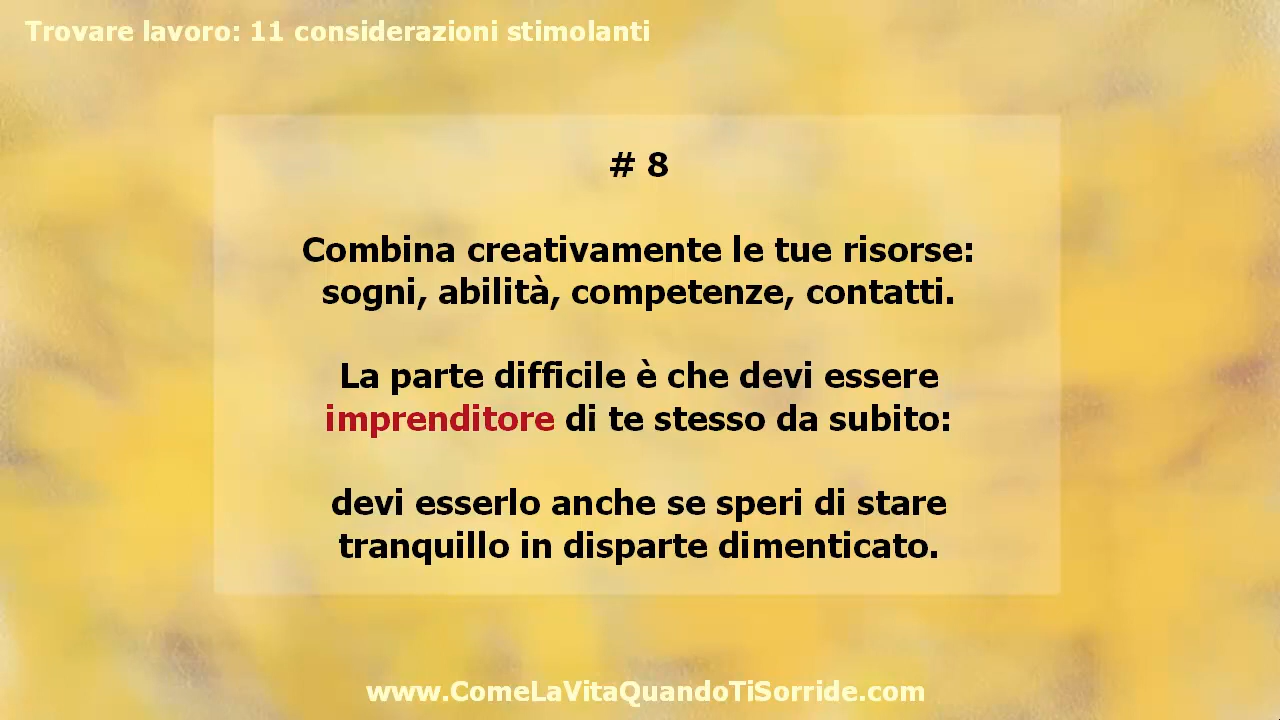 Trovare lavoro: 11 considerazioni stimolanti
# 8
Combina creativamente le tue risorse:
sogni, abilità, competenze, contatti.
La parte difficile è che devi essere
imprenditore di te stesso da subito:
devi esserlo anche se speri di stare
tranquillo in disparte dimenticato.
www.ComeLaVitaQuandoTiSorride.com